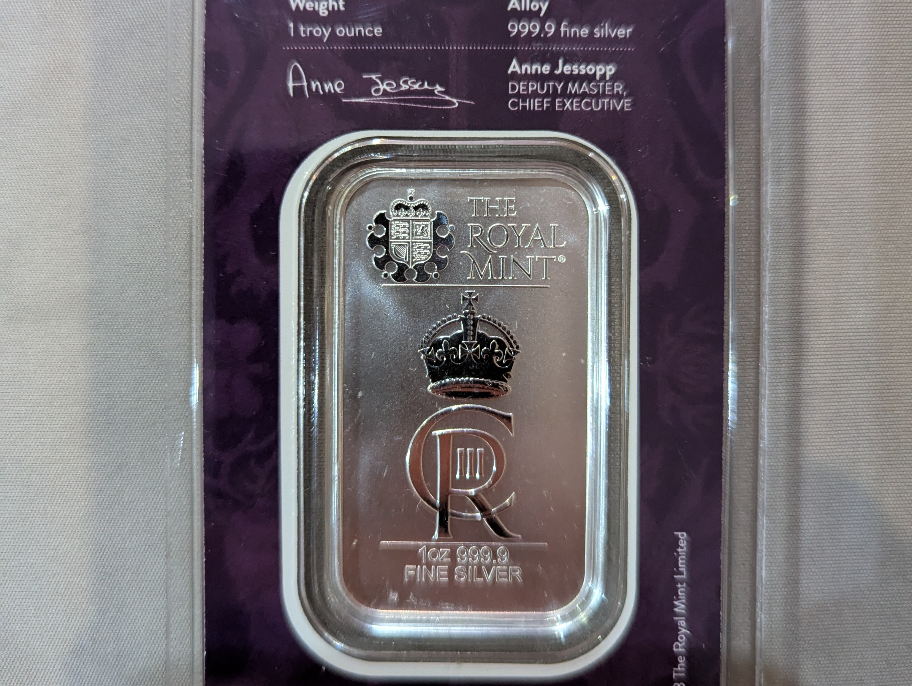 Weight
1 troy ounce
Alloy
999.9 fine silver
Anne Jessopp
Anne Jessopp
DEPUTY MASTER,
CHIEF EXECUTIVE
THE
ROYAL
MINT®
CR
III
1oz 999.9
FINE SILVER
3 The Royal Mint Limited